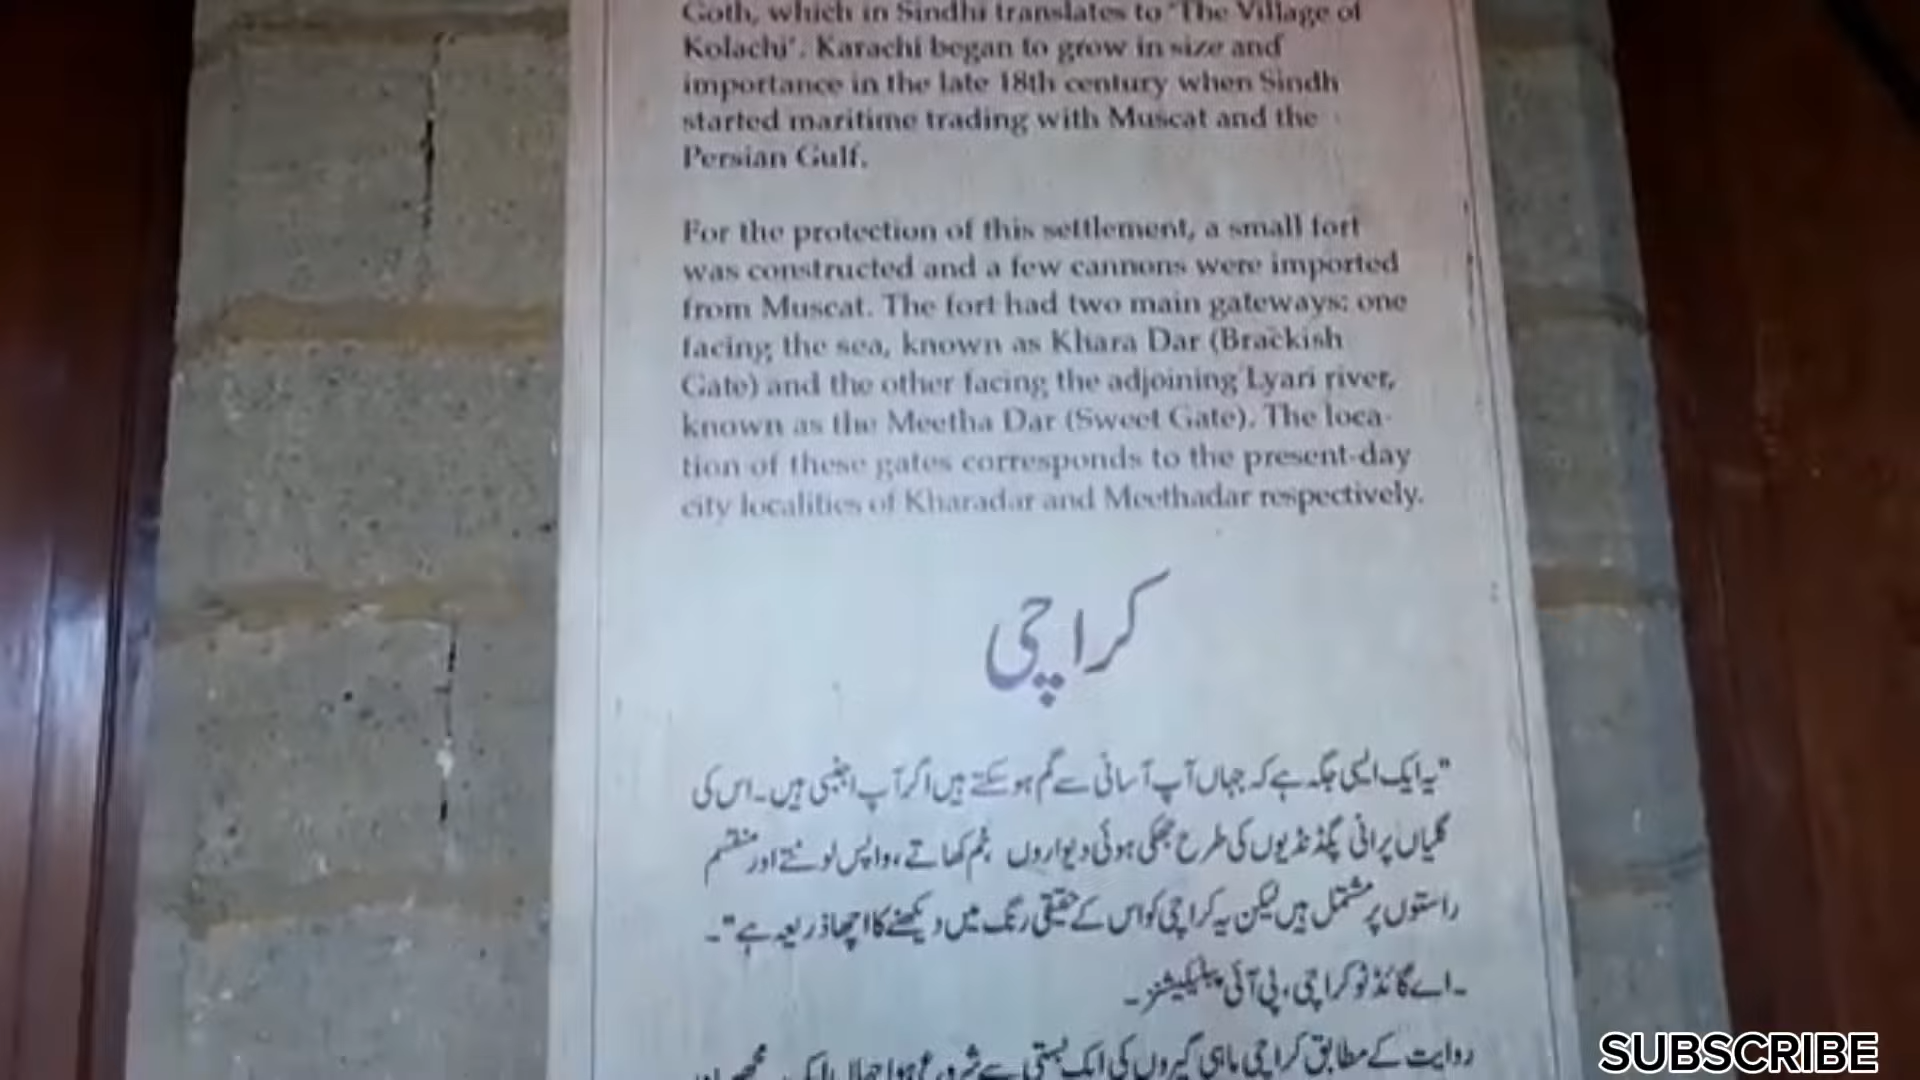 Goth, which in Sindhi translates to 'The Village of
Kolachi'. Karachi began to grow in size and
importance in the late 18th century when Sindh
started maritime trading with Muscat and the
Persian Gulf.
For the protection of this settlement, a small fort
was constructed and a few cannons were imported
from Muscat. The fort had two main gateways: one
facing the sea, known as Khara Dar (Brackish
Gate) and the other facing the adjoining Lyari river,
known as the Meetha Dar (Sweet Gate). The loca-
tion of these gates corresponds to the present-day
city localities of Kharadar and Meethadar respectively.
کراچی
"یہ ایک ایسی جگہ ہے کہ جہاں آپ آسانی سے گم ہو سکتے ہیں اگر آپ اجنبی ہیں۔ اس کی
گلیاں پرانی پگڈنڈیوں کی طرح جھکی ہوئی دیواروں خم کھاتے، واپس لوٹتے اور منقسم
راستوں پر مشتمل ہیں لیکن یہ کراچی کو اس کے حقیقی رنگ میں دیکھنے کا اچھا ذریعہ ہے"۔
۔اے گائڈ ٹو کراچی، پی آئی پبلیکیشنز۔
روایت کے مطابق کراچی ماہی گیروں کی ایک بستی سے شروع ہوا جہاں ایک
SUBSCRIBE